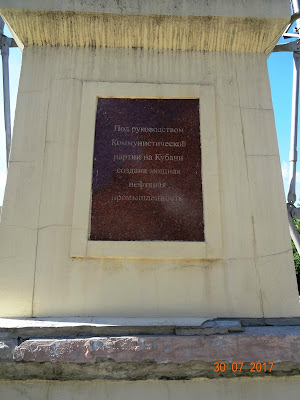 Под руководством
Коммунистической
партии на Кубани
создана мощная
нефтяная
промышленность
30 07 2017